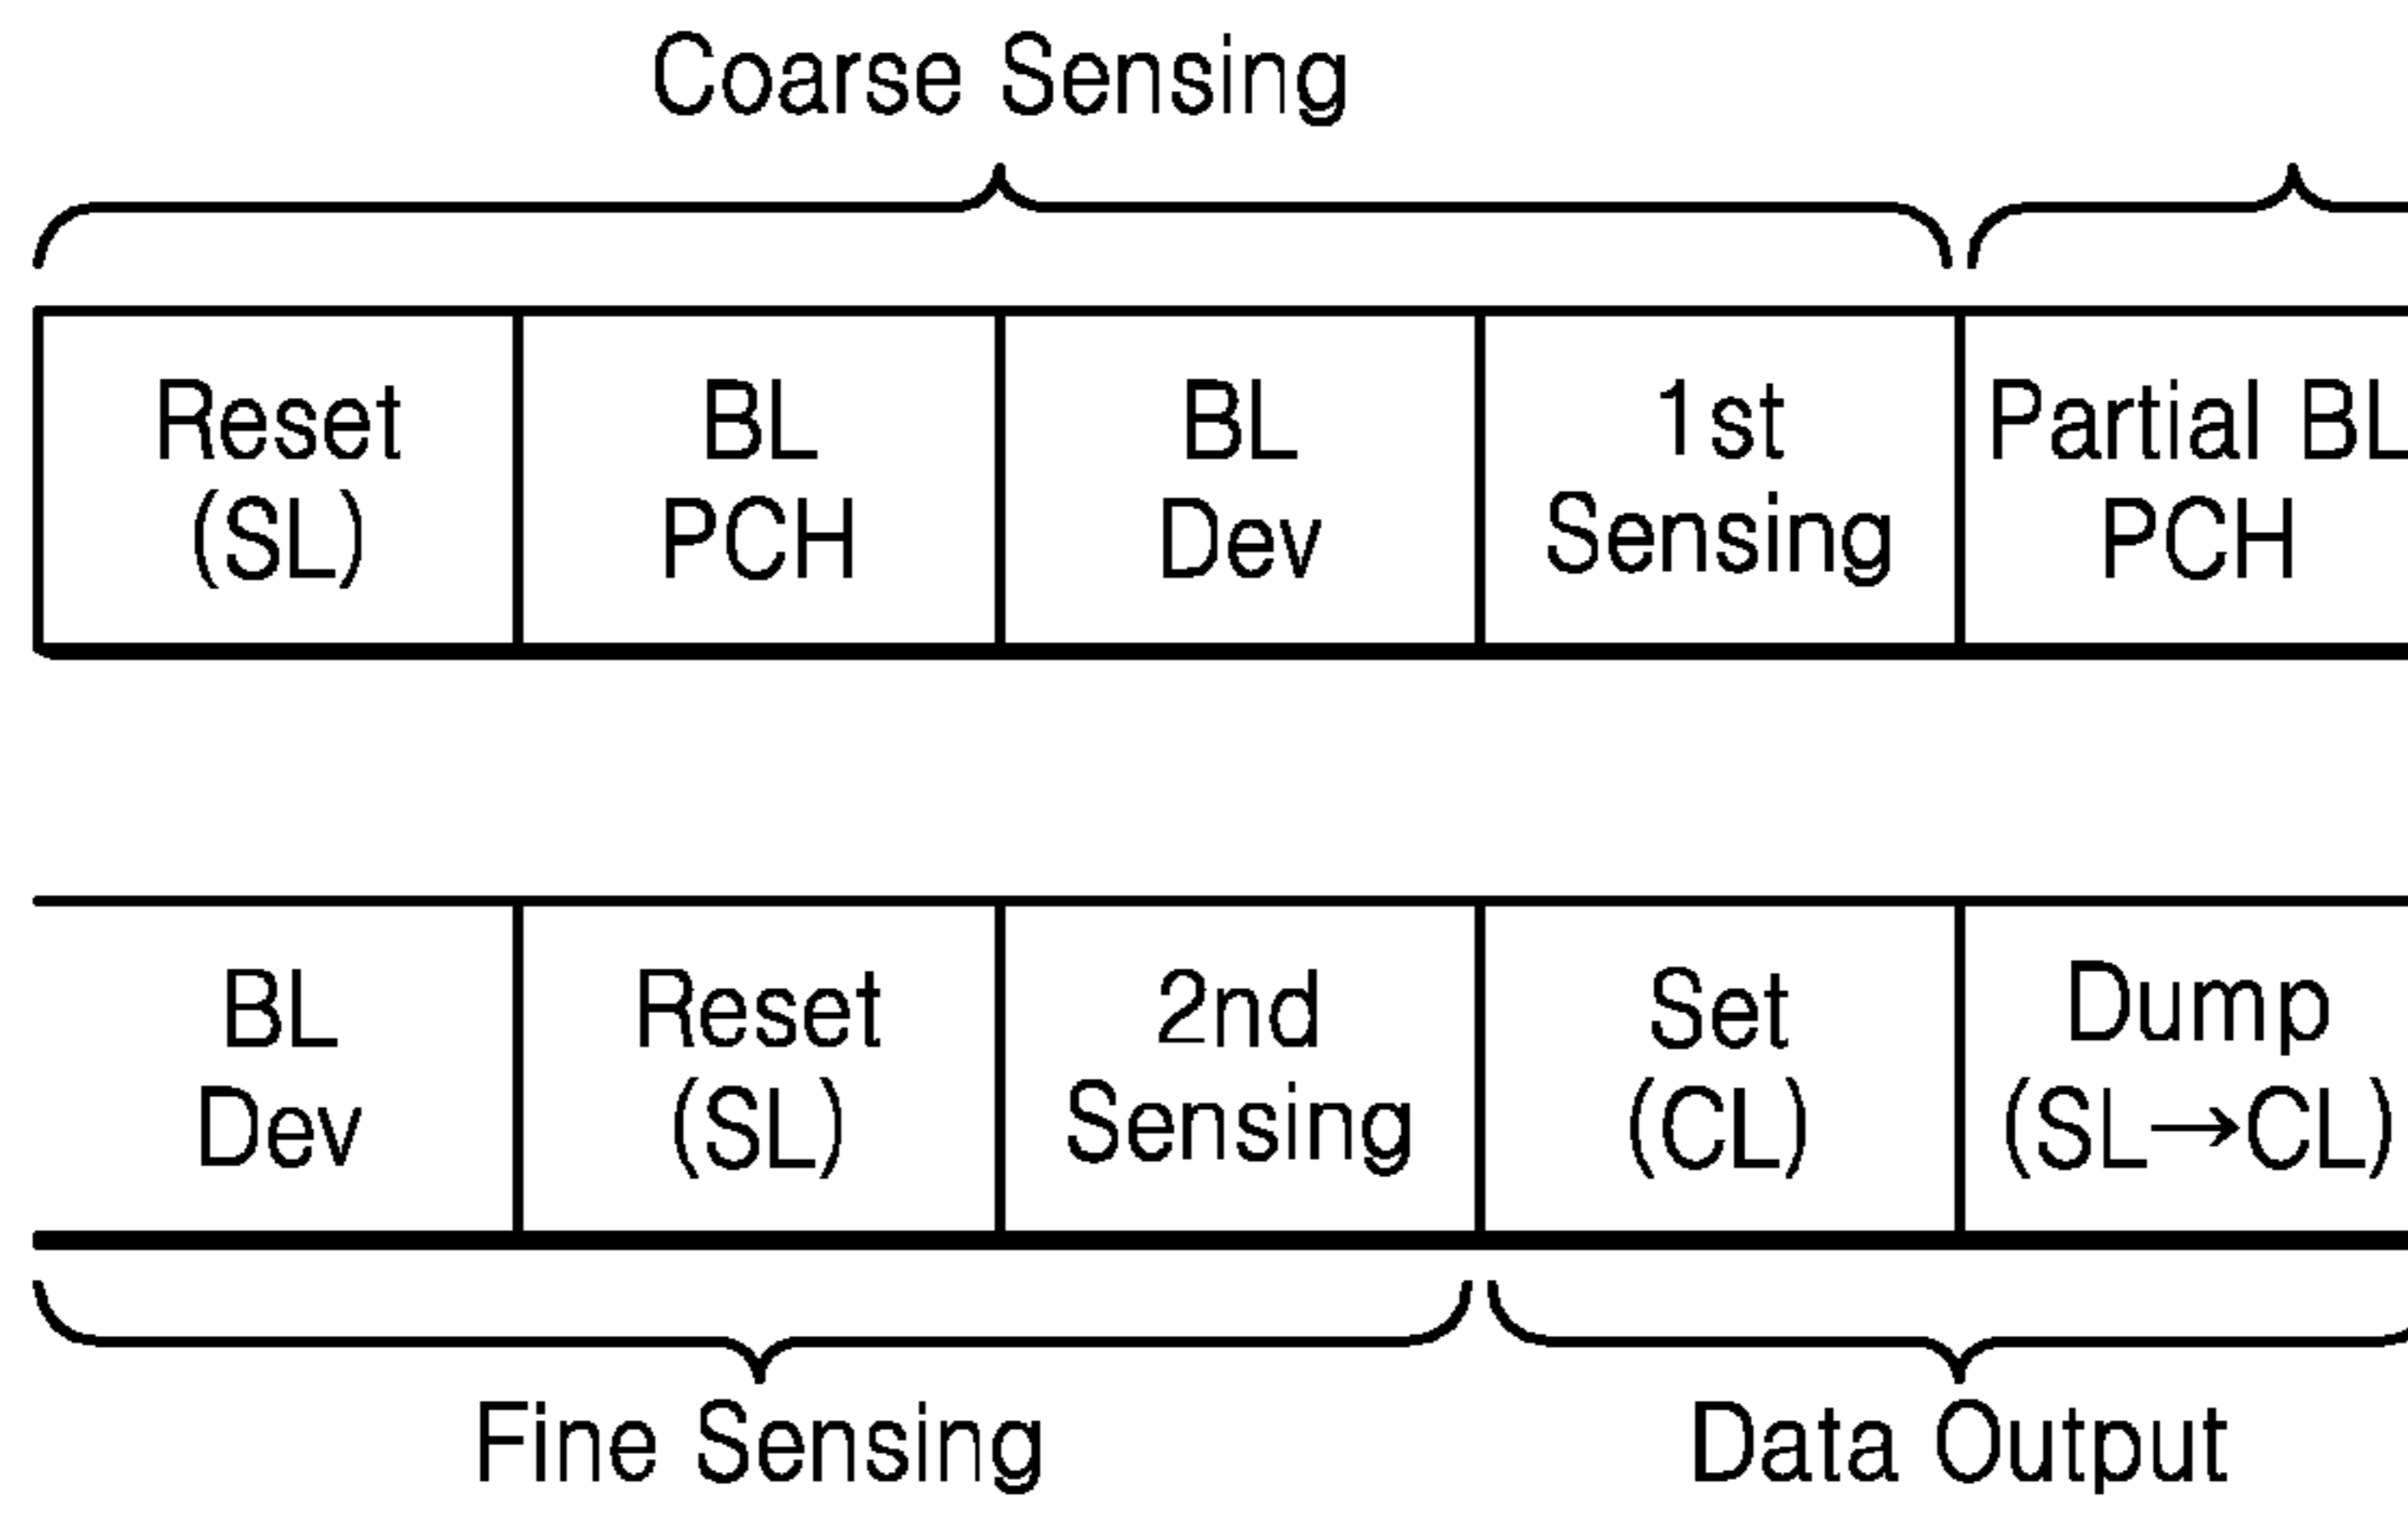 Coarse Sensing
Reset
(SL)
BL
PCH
BL
Dev
1st
Sensing
Partial BL
PCH
BL
Dev
Reset
(SL)
2nd
Sensing
Set
(CL)
Dump
(SL→CL)
Fine Sensing
Data Output